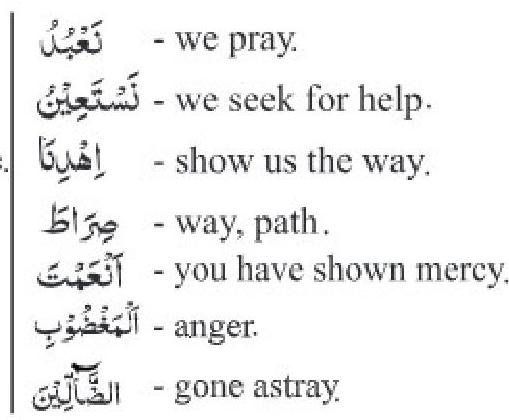 نَعْبُدُ - we pray.
نَسْتَعِيْنُ - we seek for help.
اِهْدِنَا - show us the way.
صِرَاطَ - way, path.
اَنْعَمْتَ - you have shown mercy.
اَلْمَغْضُوْبِ - anger.
الضَّآلِّيْنَ - gone astray.